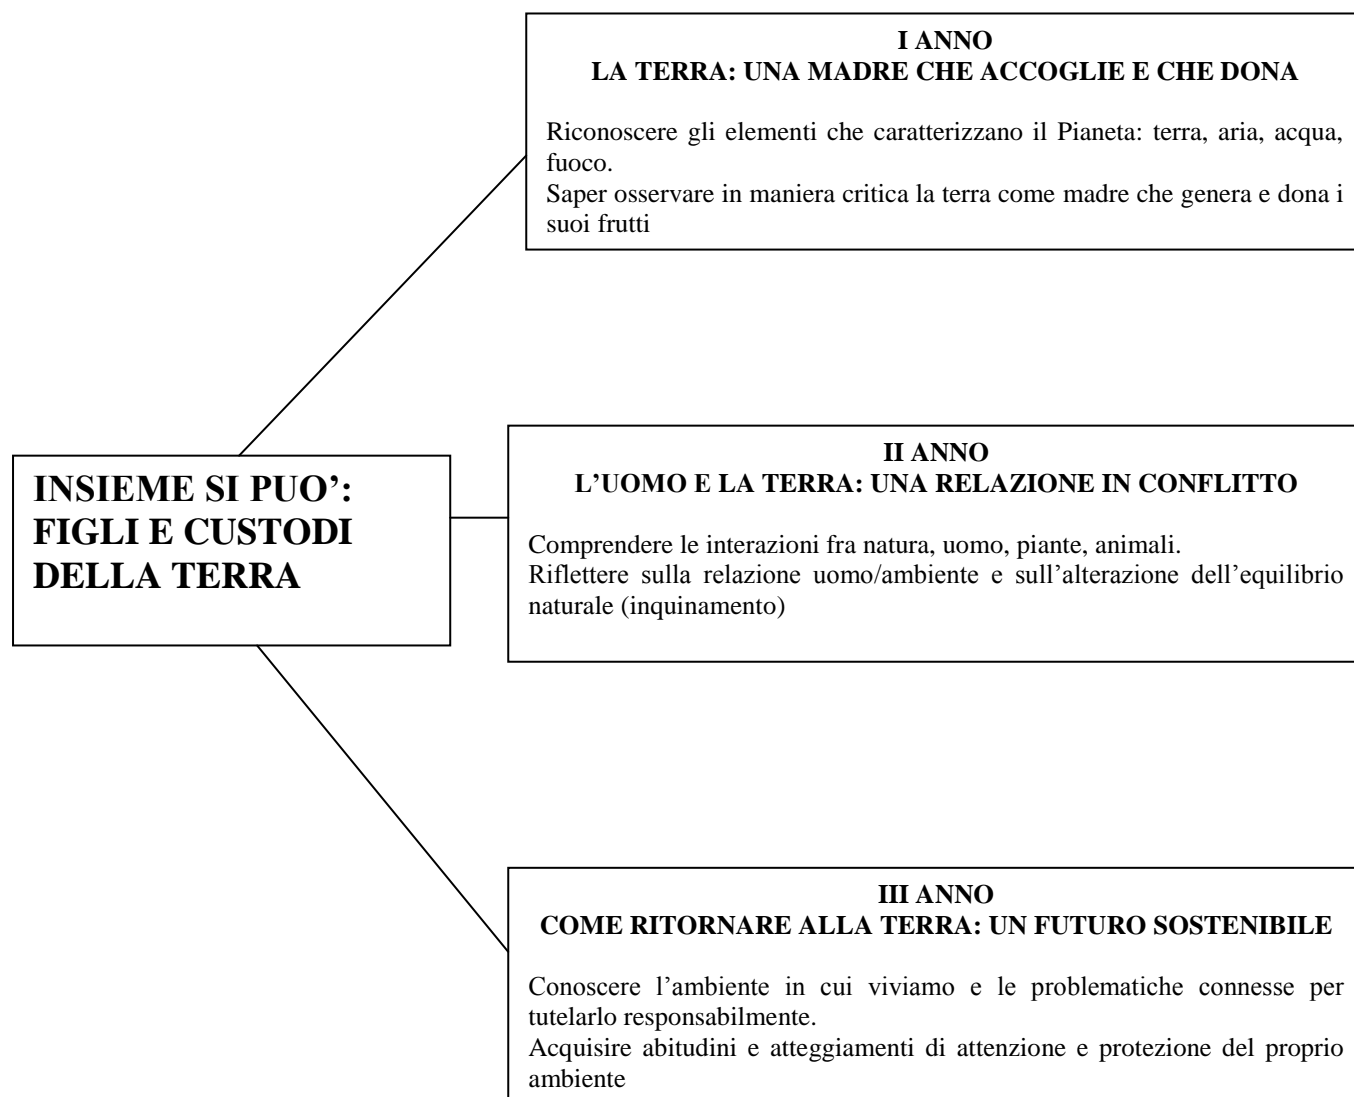 I ANNO
LA TERRA: UNA MADRE CHE ACCOGLIE E CHE DONA
Riconoscere gli elementi che caratterizzano il Pianeta: terra, aria, acqua,
fuoco.
Saper osservare in maniera critica la terra come madre che genera e dona i
suoi frutti
INSIEME SI PUO’:
FIGLI E CUSTODI
DELLA TERRA
II ANNO
L’UOMO E LA TERRA: UNA RELAZIONE IN CONFLITTO
Comprendere le interazioni fra natura, uomo, piante, animali.
Riflettere sulla relazione uomo/ambiente e sull’alterazione dell’equilibrio
naturale (inquinamento)
III ANNO
COME RITORNARE ALLA TERRA: UN FUTURO SOSTENIBILE
Conoscere l’ambiente in cui viviamo e le problematiche connesse per
tutelarlo responsabilmente.
Acquisire abitudini e atteggiamenti di attenzione e protezione del proprio
ambiente